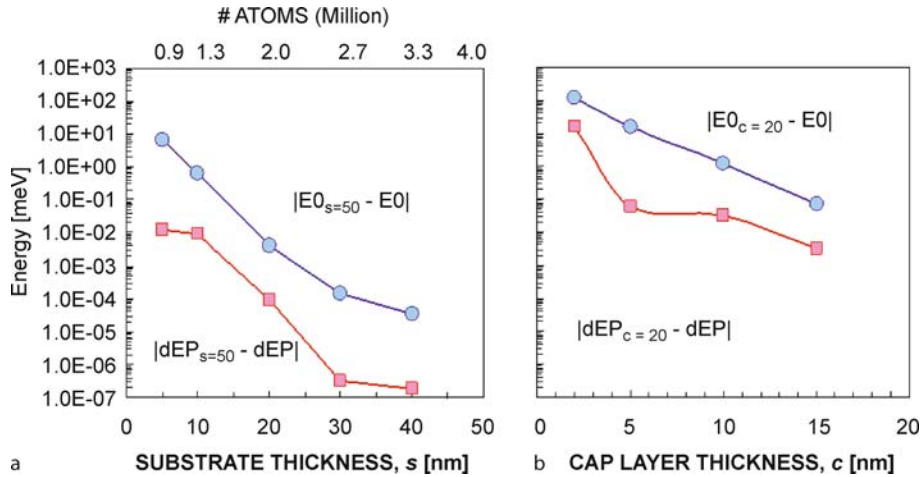 # ATOMS (Million)
0.9 1.3 2.0 2.7 3.3 4.0
1.0E+03
1.0E+02
1.0E+01
1.0E+00
1.0E-01
1.0E-02
1.0E-03
1.0E-04
1.0E-05
1.0E-06
1.0E-07
Energy [meV]
|E0s=50 - E0|
|dEPs=50 - dEP|
0 10 20 30 40 50
a SUBSTRATE THICKNESS, s [nm]
|E0c = 20 - E0|
|dEPc = 20 - dEP|
0 5 10 15 20
b CAP LAYER THICKNESS, c [nm]